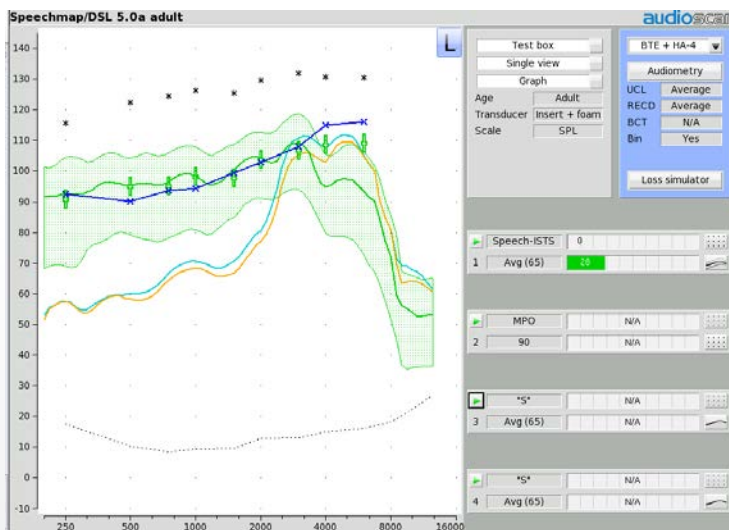 Speechmap/DSL 5.0a adult
audioscan
L
140
130
120
110
100
90
80
70
60
50
40
30
20
10
0
-10
250
500
1000
2000
4000
8000
16000
Test box
Single view
Graph
Age Adult
Transducer Insert + foam
Scale SPL
BTE + HA-4
Audiometry
UCL Average
RECD Average
BCT N/A
Bin Yes
Loss simulator
Speech-ISTS 0
1 Avg (65) 20
MPO N/A
2 90 N/A
"S" N/A
3 Avg (65) N/A
"S" N/A
4 Avg (65) N/A